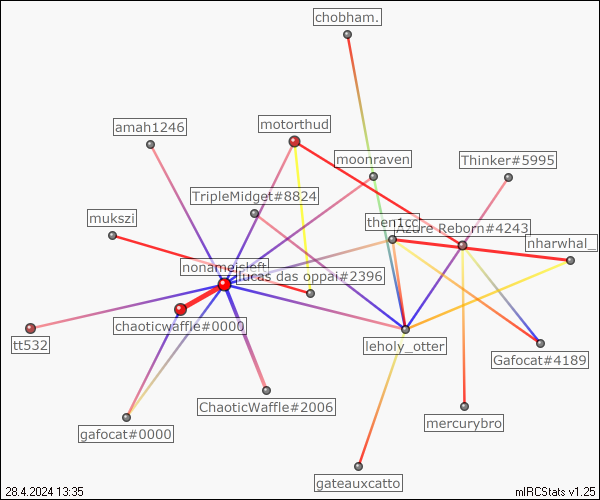 chobham.
amah1246
motorthud
moonraven
Thinker#5995
TripleMidget#8824
mukszi
then1cc
Azure Reborn#4243
nharwhal_
nonameisleft
lucas das oppai#2396
chaoticwaffle#0000
tt532
leholy_otter
Gafocat#4189
ChaoticWaffle#2006
mercurybro
gafocat#0000
gateauxcatto
28.4.2024 13:35
mIRCStats v1.25